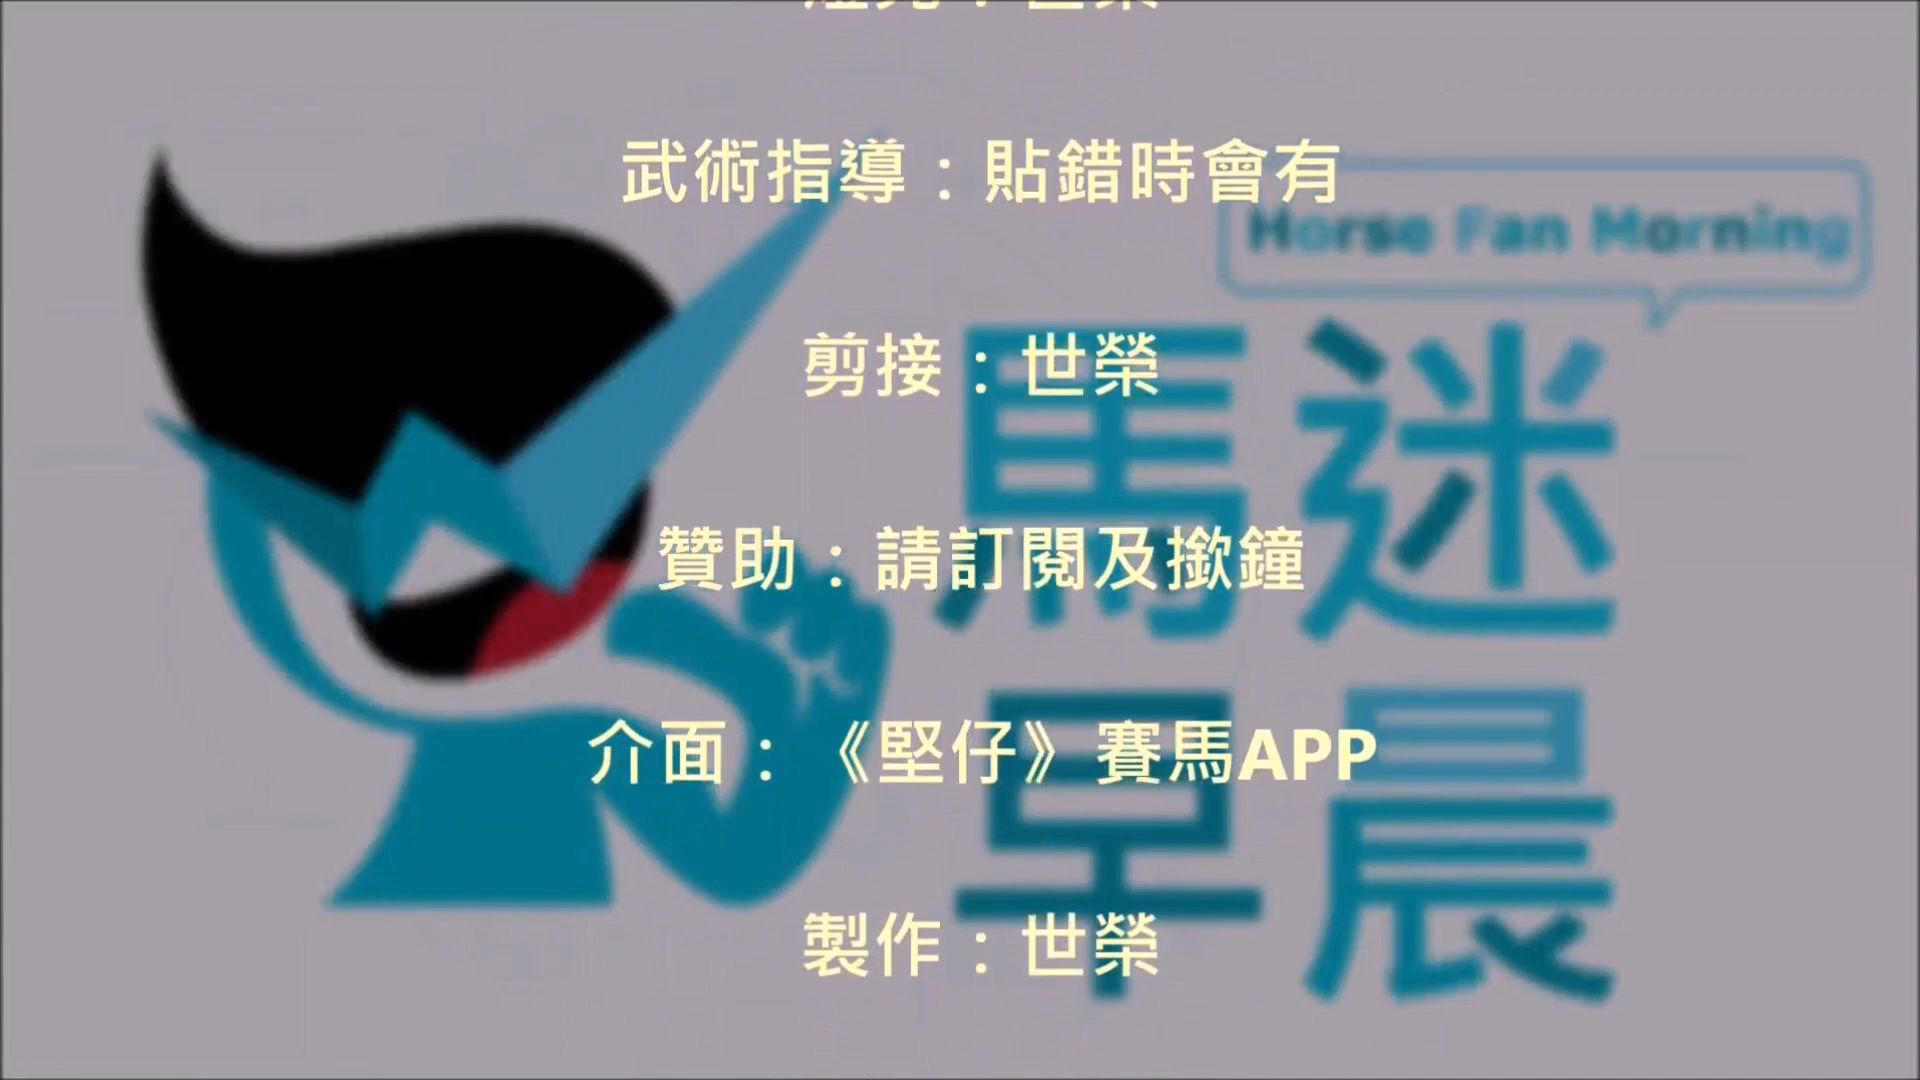 武術指導：貼錯時會有
Horse Fan Morning
剪接：世榮
馬迷
贊助：請訂閱及撳鐘
介面：《堅仔》賽馬APP
早晨
製作：世榮